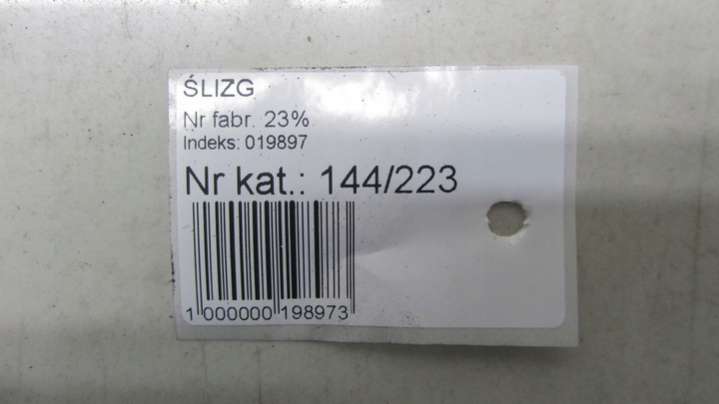 ŚLIZG
Nr fabr. 23%
Indeks: 019897
Nr kat.: 144/223
1 000000 198973